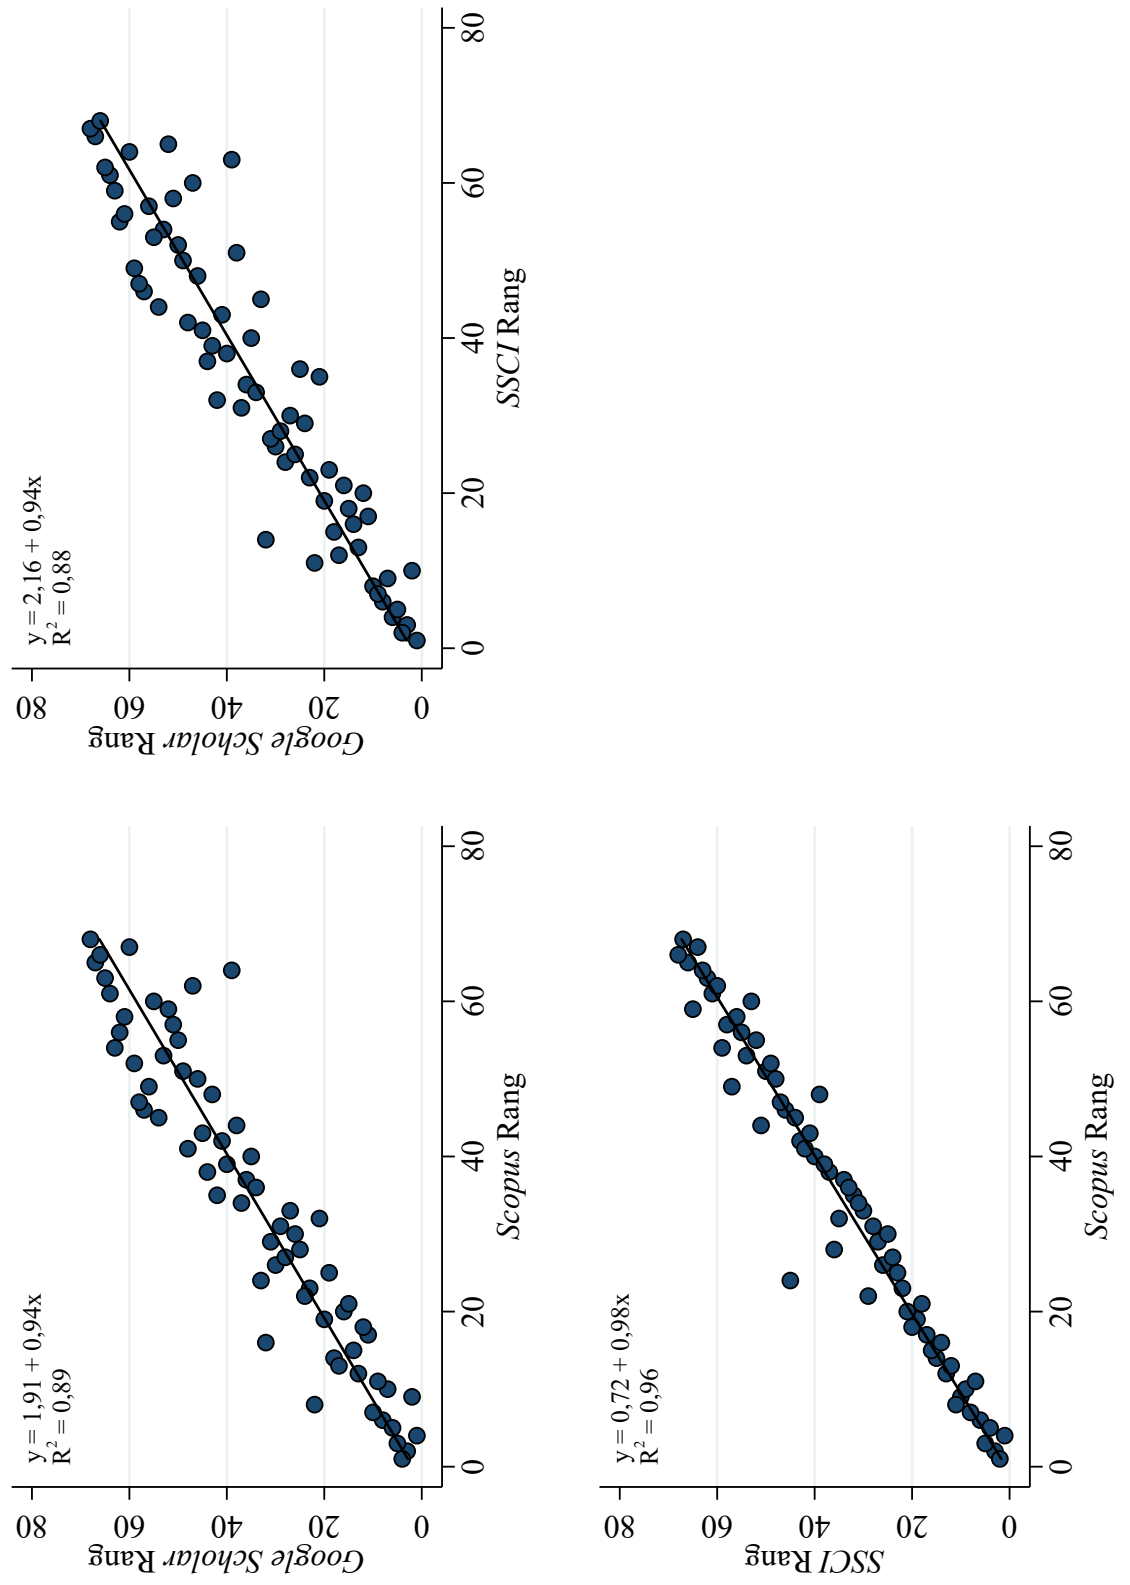 y = 1,91 + 0,94x
R² = 0,89
0
20
40
60
80
Google Scholar Rang
0
20
40
60
80
Scopus Rang
y = 2,16 + 0,94x
R² = 0,88
0
20
40
60
80
Google Scholar Rang
0
20
40
60
80
SSCI Rang
y = 0,72 + 0,98x
R² = 0,96
0
20
40
60
80
SSCI Rang
0
20
40
60
80
Scopus Rang